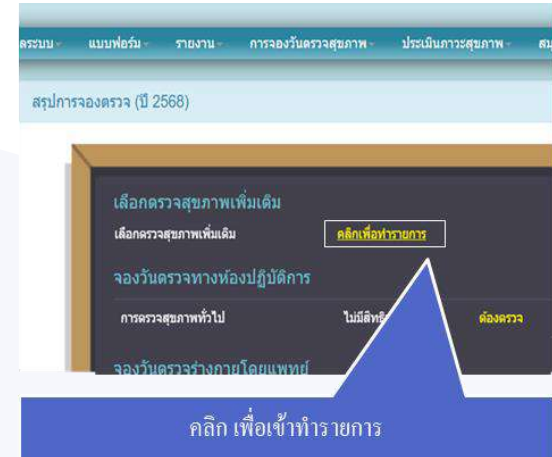 แบบฟอร์ม รายงาน การจองวันตรวจสุขภาพ ประเมินภาวะสุขภาพ
สรุปการจองตรวจ (ปี 2568)
เลือกตรวจสุขภาพเพิ่มเติม
เลือกตรวจสุขภาพเพิ่มเติม คลิกเพื่อทำรายการ
จองวันตรวจทางห้องปฏิบัติการ
การตรวจสุขภาพทั่วไป ต้องตรวจ
จองวันตรวจร่างกายโดยแพทย์
คลิก เพื่อเข้าทำรายการ